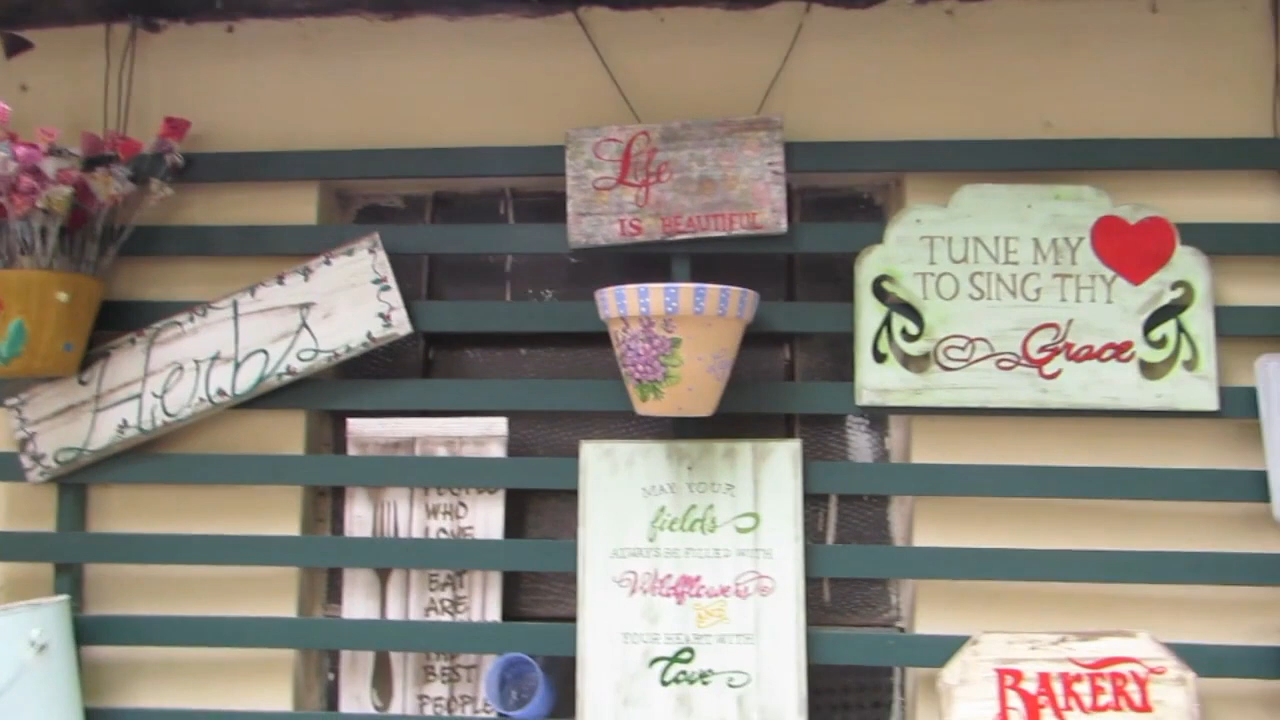 Life
IS BEAUTIFUL
TUNE MY
TO SING THY
Grace
Herbs
WHO
LOVE
EAT
ARE
BEST
PEOPLE
MAY YOUR
fields
ALWAYS BE FILLED WITH
Wildflowers
AND
YOUR HEART WITH
Love
BAKERY